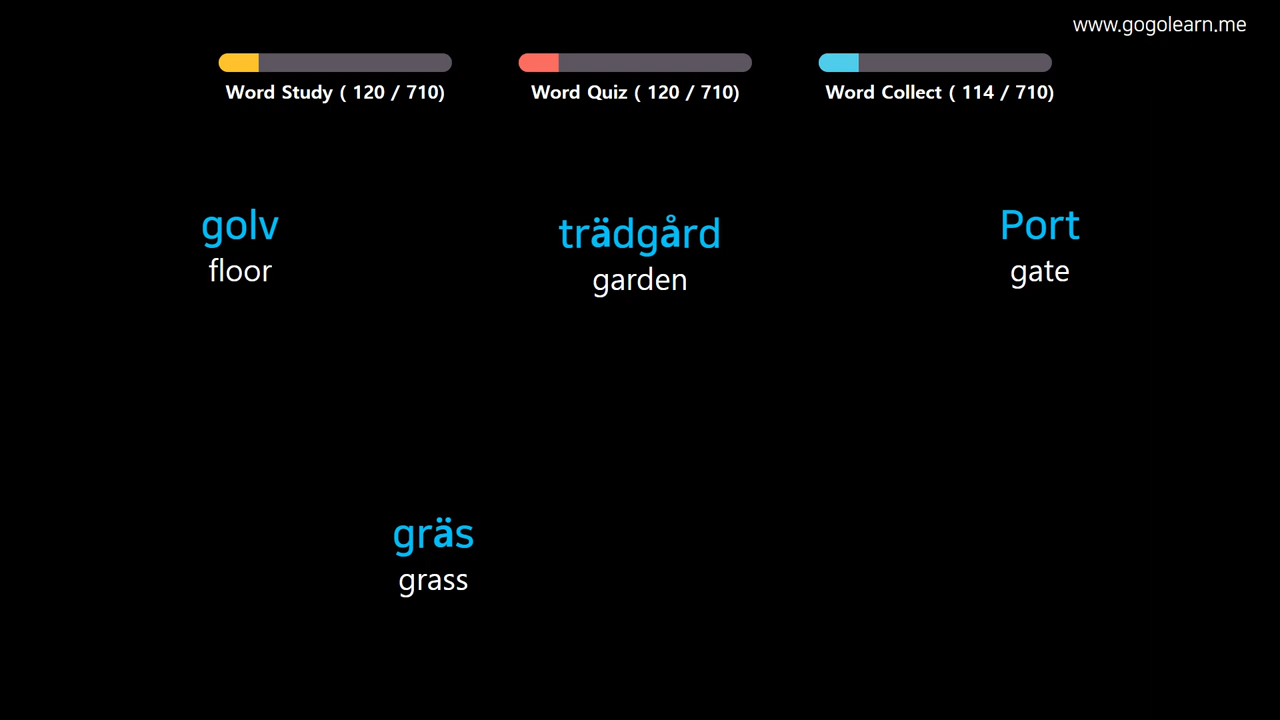 www.gogolearn.me
Word Study ( 120 / 710)
Word Quiz ( 120 / 710)
Word Collect ( 114 / 710)
golv
floor
trädgård
garden
Port
gate
gräs
grass